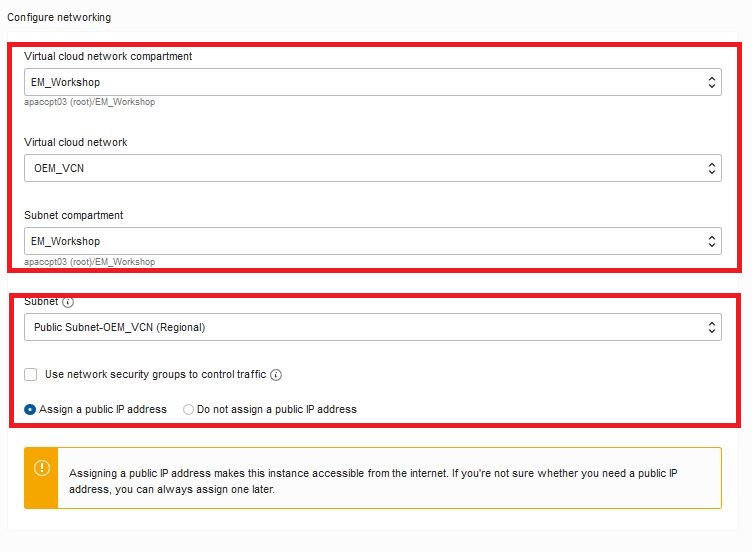 Configure networking
Virtual cloud network compartment
EM_Workshop
apaccpt03 (root)/EM_Workshop
Virtual cloud network
OEM_VCN
Subnet compartment
EM_Workshop
apaccpt03 (root)/EM_Workshop
Subnet
Public Subnet-OEM_VCN (Regional)
Use network security groups to control traffic
Assign a public IP address Do not assign a public IP address
Assigning a public IP address makes this instance accessible from the internet. If you're not sure whether you need a public IP
address, you can always assign one later.